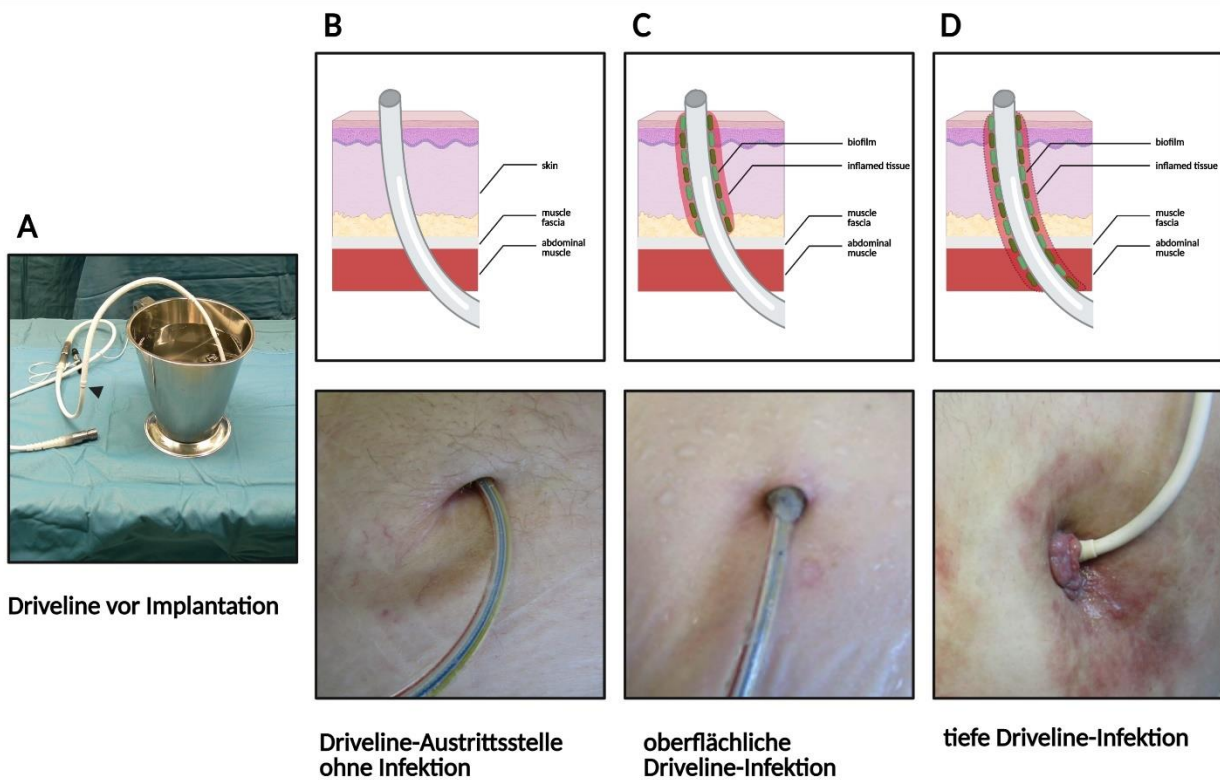 A
Driveline vor Implantation
B
skin
muscle
fascia
abdominal
muscle
Driveline-Austrittsstelle
ohne Infektion
C
biofilm
inflamed tissue
muscle
fascia
abdominal
muscle
oberflächliche
Driveline-Infektion
D
biofilm
inflamed tissue
muscle
fascia
abdominal
muscle
tiefe Driveline-Infektion